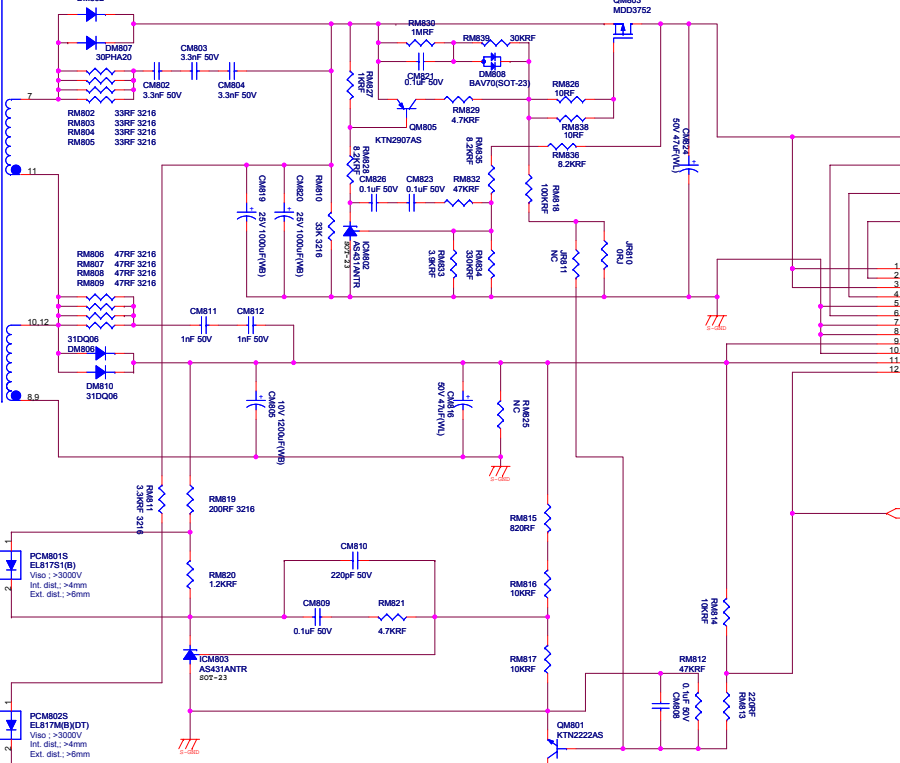 QM803
MDD3752
DM807
30PHA20
CM803
3.3nF 50V
CM802
3.3nF 50V
CM804
3.3nF 50V
7
RM802 33RF 3216
RM803 33RF 3216
RM804 33RF 3216
RM805 33RF 3216
11
RM830
1MRF
RM839
30KRF
CM821
0.1uF 50V
DM808
BAV70(SOT-23)
RM827
1KRF
QM805
KTN2907AS
RM829
4.7KRF
RM826
10RF
RM838
10RF
RM836
8.2KRF
RM835
8.2KRF
RM828
8.2KRF
CM826
0.1uF 50V
CM823
0.1uF 50V
RM832
47KRF
RM818
100KRF
CM824
50V 47uF(WL)
CM819
25V 1000uF(WB)
CM820
25V 1000uF(WB)
RM810
33K 3216
ICM802
AS431ANTR
SOT-23
RM833
3.9KRF
RM834
330KRF
JR811
NC
JR810
0RJ
S-GND
RM806 47RF 3216
RM807 47RF 3216
RM808 47RF 3216
RM809 47RF 3216
10,12
CM811
1nF 50V
CM812
1nF 50V
31DQ06
DM806
DM810
31DQ06
8,9
1
2
3
4
5
6
7
8
9
10
11
12
CM805
10V 1200uF(WB)
CM816
50V 47uF(WL)
RM825
NC
S-GND
RM811
3.3KRF 3216
RM819
200RF 3216
RM815
820RF
1
PCM801S
EL817S1(B)
Viso ; >3000V
Int. dist,; >4mm
Ext. dist.; >6mm
2
RM820
1.2KRF
CM810
220pF 50V
CM809
0.1uF 50V
RM821
4.7KRF
RM816
10KRF
RM814
10KRF
ICM803
AS431ANTR
SOT-23
RM817
10KRF
RM812
47KRF
CM808
0.1uF 50V
RM813
220RF
1
PCM802S
EL817M(B)(DT)
Viso ; >3000V
Int. dist,; >4mm
Ext. dist.; >6mm
2
S-GND
QM801
KTN2222AS